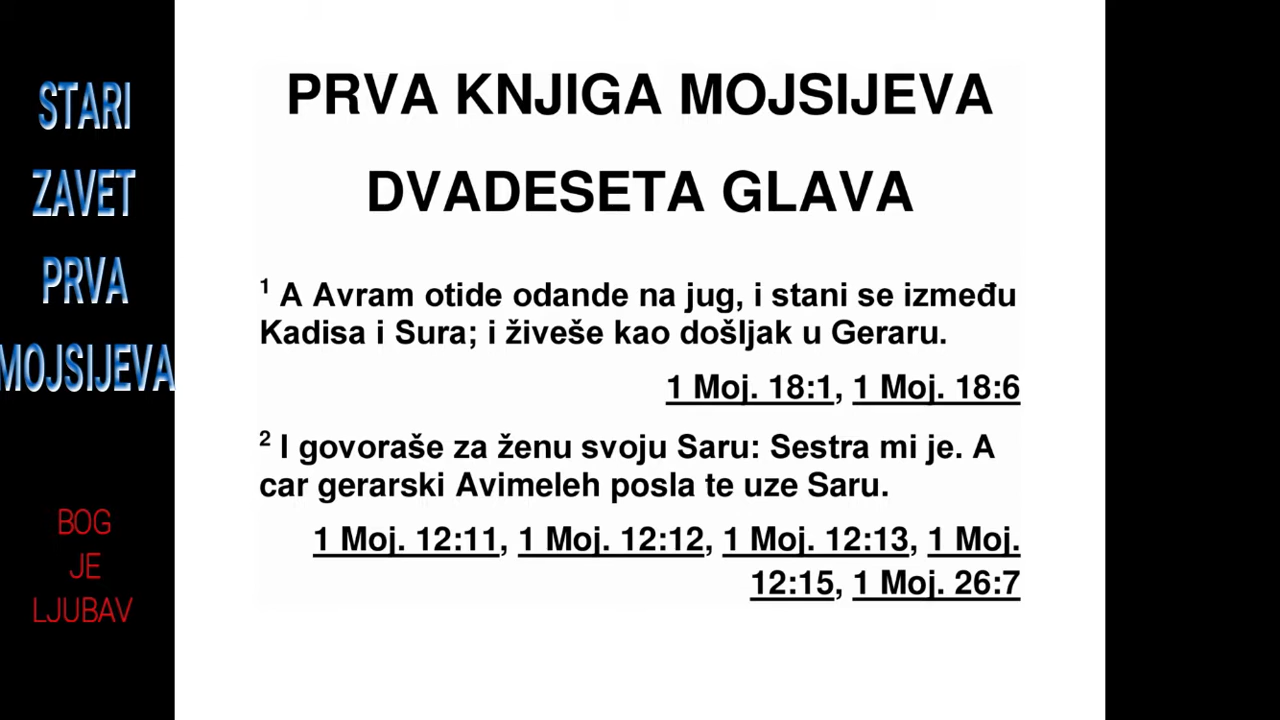 STARI
ZAVET
PRVA
MOJSIJEVA
BOG
JE
LJUBAV
PRVA KNJIGA MOJSIJEVA
DVADESETA GLAVA
1 A Avram otide odande na jug, i stani se između
Kadisa i Sura; i živeše kao došljak u Geraru.
1 Moj. 18:1, 1 Moj. 18:6
2 I govoraše za ženu svoju Saru: Sestra mi je. A
car gerarski Avimeleh posla te uze Saru.
1 Moj. 12:11, 1 Moj. 12:12, 1 Moj. 12:13, 1 Moj.
12:15, 1 Moj. 26:7